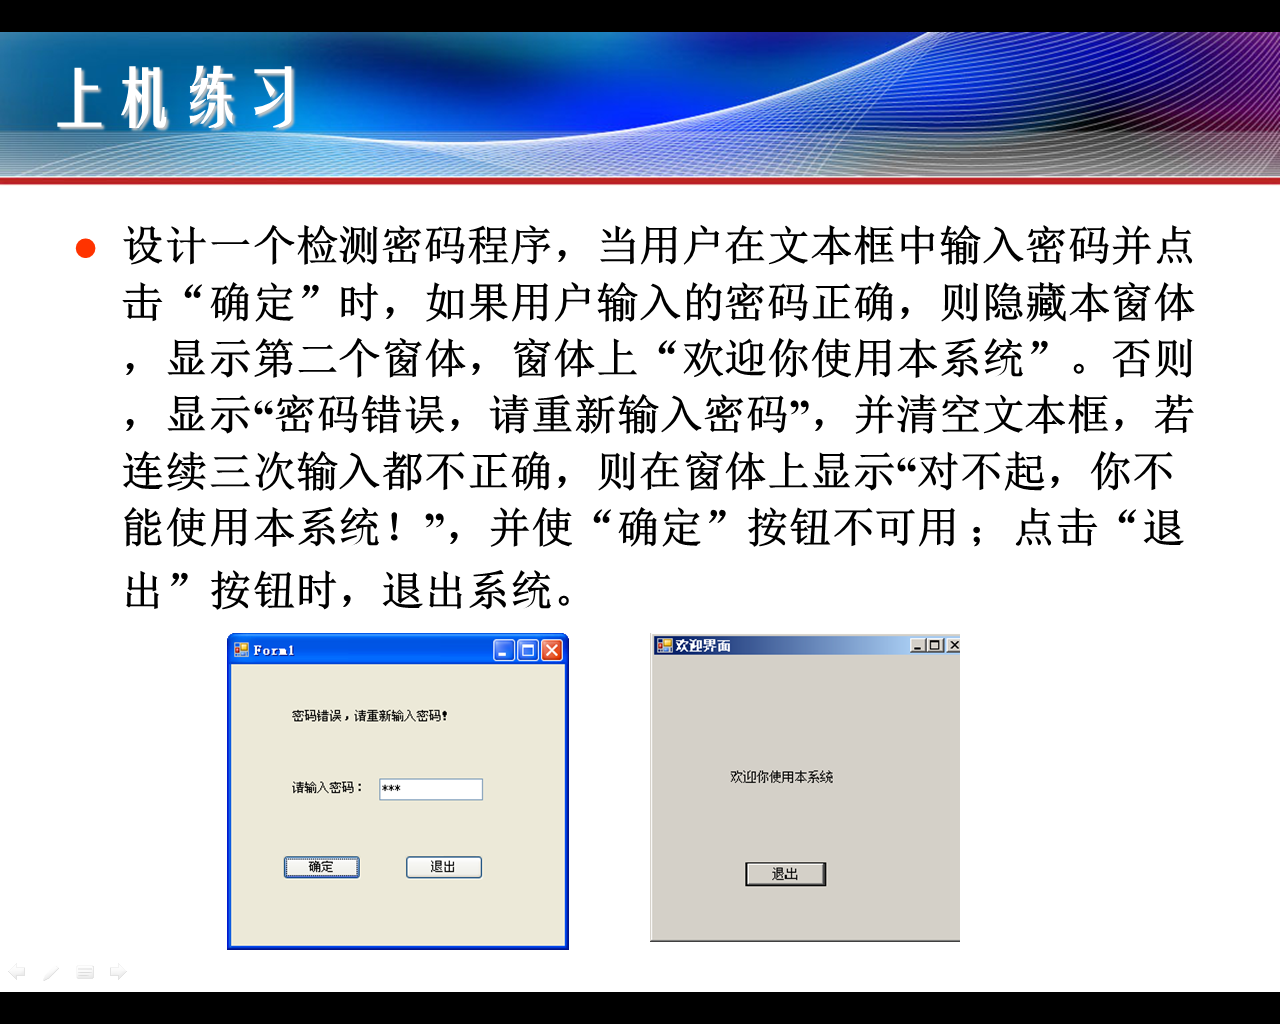 上机练习
设计一个检测密码程序，当用户在文本框中输入密码并点
击“确定”时，如果用户输入的密码正确，则隐藏本窗体
，显示第二个窗体，窗体上“欢迎你使用本系统”。否则
，显示“密码错误，请重新输入密码”，并清空文本框，若
连续三次输入都不正确，则在窗体上显示“对不起，你不
能使用本系统！”，并使“确定”按钮不可用；点击“退
出”按钮时，退出系统。
Form1
密码错误，请重新输入密码！
请输入密码：
***
确定
退出
欢迎界面
欢迎你使用本系统
退出